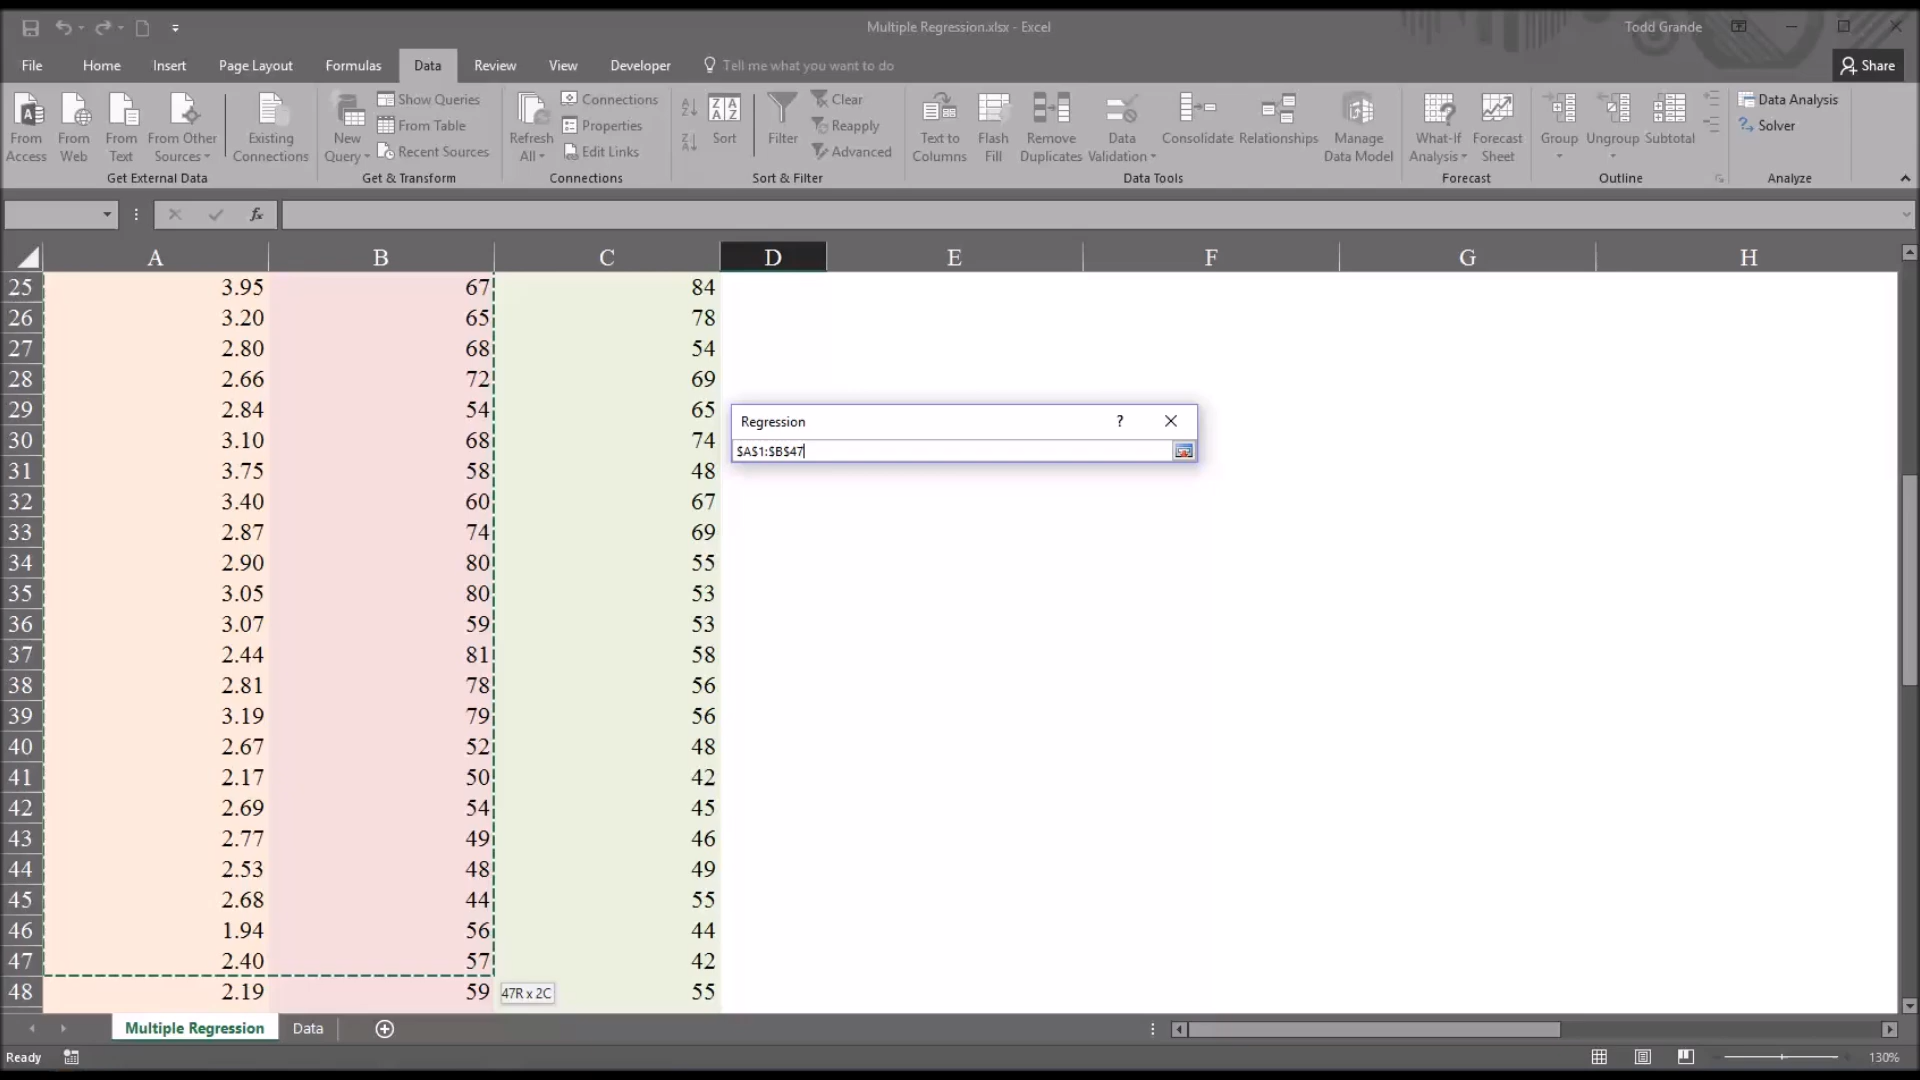 Multiple Regression.xlsx - Excel
Todd Grande
File Home Insert Page Layout Formulas Data Review View Developer Tell me what you want to do Share
From Access
From Web
From Text
From Other Sources
Existing Connections
Get External Data
New Query
Show Queries
From Table
Recent Sources
Get & Transform
Refresh All
Connections
Properties
Edit Links
Connections
Sort
Filter
Clear
Reapply
Advanced
Sort & Filter
Text to Columns
Flash Fill
Remove Duplicates
Data Validation
Consolidate
Relationships
Manage Data Model
Data Tools
What-If Analysis
Forecast Sheet
Forecast
Group
Ungroup
Subtotal
Outline
Data Analysis
Solver
Analyze
fx
A B C D E F G H
25 3.95 67 84
26 3.20 65 78
27 2.80 68 54
28 2.66 72 69
29 2.84 54 65
30 3.10 68 74
31 3.75 58 48
32 3.40 60 67
33 2.87 74 69
34 2.90 80 55
35 3.05 80 53
36 3.07 59 53
37 2.44 81 58
38 2.81 78 56
39 3.19 79 56
40 2.67 52 48
41 2.17 50 42
42 2.69 54 45
43 2.77 49 46
44 2.53 48 49
45 2.68 44 55
46 1.94 56 44
47 2.40 57 42
48 2.19 59 55
Regression ?
$A$1:$B$47
47R x 2C
Multiple Regression Data
Ready
130%